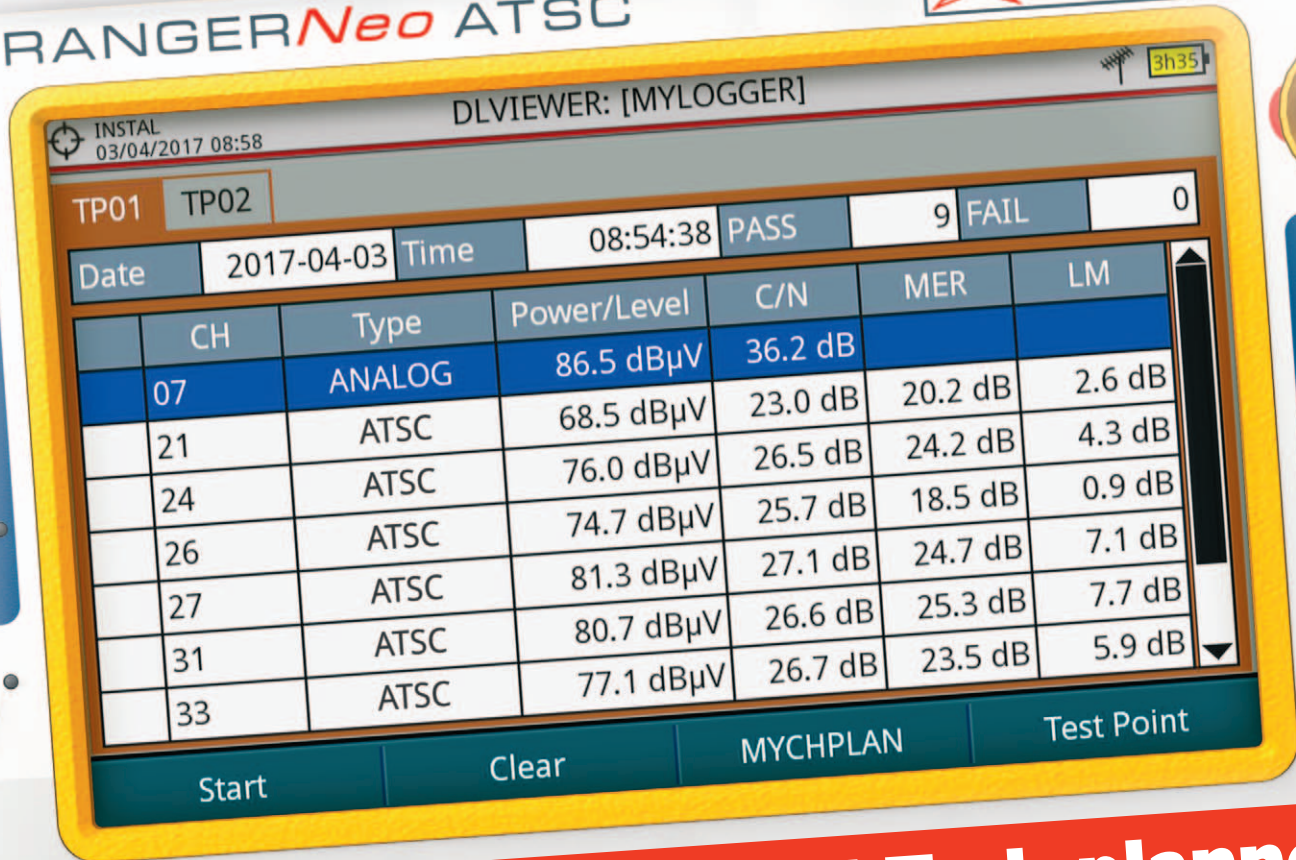 RANGERNeo ATSC
INSTAL
03/04/2017 08:58
DLVIEWER: [MYLOGGER]
3h35
TP01 TP02
Date 2017-04-03 Time 08:54:38 PASS 9 FAIL 0
CH Type Power/Level C/N MER LM
07 ANALOG 86.5 dBµV 36.2 dB
21 ATSC 68.5 dBµV 23.0 dB 20.2 dB 2.6 dB
24 ATSC 76.0 dBµV 26.5 dB 24.2 dB 4.3 dB
26 ATSC 74.7 dBµV 25.7 dB 18.5 dB 0.9 dB
27 ATSC 81.3 dBµV 27.1 dB 24.7 dB 7.1 dB
31 ATSC 80.7 dBµV 26.6 dB 25.3 dB 7.7 dB
33 ATSC 77.1 dBµV 26.7 dB 23.5 dB 5.9 dB
Start Clear MYCHPLAN Test Point